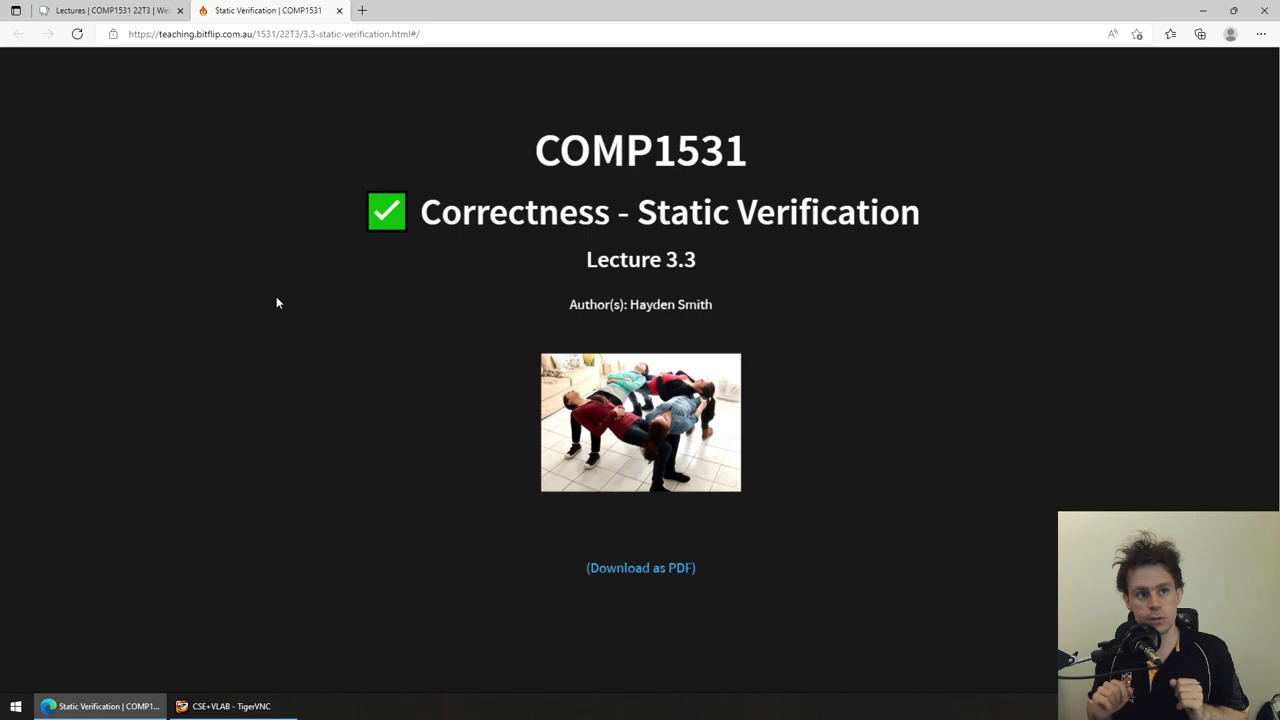 Lectures | COMP1531 22T3 | Wel
Static Verification | COMP1531
https://teaching.bitflip.com.au/1531/22T3/3.3-static-verification.html#/
COMP1531
Correctness - Static Verification
Lecture 3.3
Author(s): Hayden Smith
(Download as PDF)
Static Verification | COMP1...
CSE+VLAB - TigerVNC